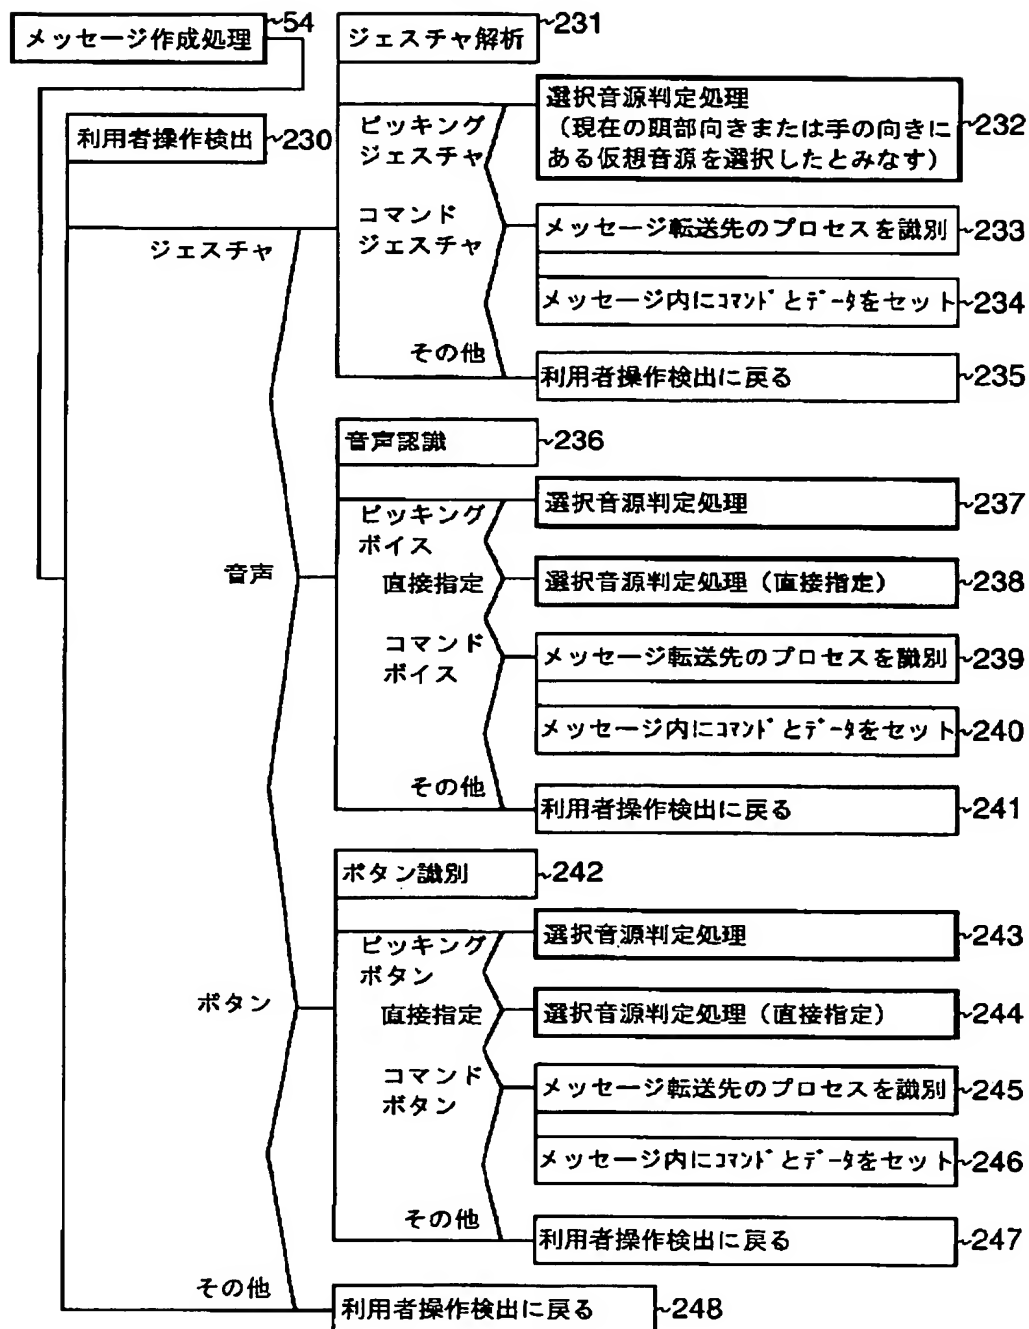 メッセージ作成処理 ~54
利用者操作検出 ~230
ジェスチャ
ジェスチャ解析 ~231
ピッキング
ジェスチャ
選択音源判定処理
(現在の頭部向きまたは手の向きに
ある仮想音源を選択したとみなす)
~232
コマンド
ジェスチャ
メッセージ転送先のプロセスを識別 ~233
メッセージ内にｺﾏﾝﾄﾞとﾃﾞｰﾀをセット ~234
その他
利用者操作検出に戻る ~235
音声
音声認識 ~236
ピッキング
ボイス
選択音源判定処理 ~237
直接指定
選択音源判定処理(直接指定) ~238
コマンド
ボイス
メッセージ転送先のプロセスを識別 ~239
メッセージ内にｺﾏﾝﾄﾞとﾃﾞｰﾀをセット ~240
その他
利用者操作検出に戻る ~241
ボタン
ボタン識別 ~242
ピッキング
ボタン
選択音源判定処理 ~243
直接指定
選択音源判定処理(直接指定) ~244
コマンド
ボタン
メッセージ転送先のプロセスを識別 ~245
メッセージ内にｺﾏﾝﾄﾞとﾃﾞｰﾀをセット ~246
その他
利用者操作検出に戻る ~247
その他
利用者操作検出に戻る ~248